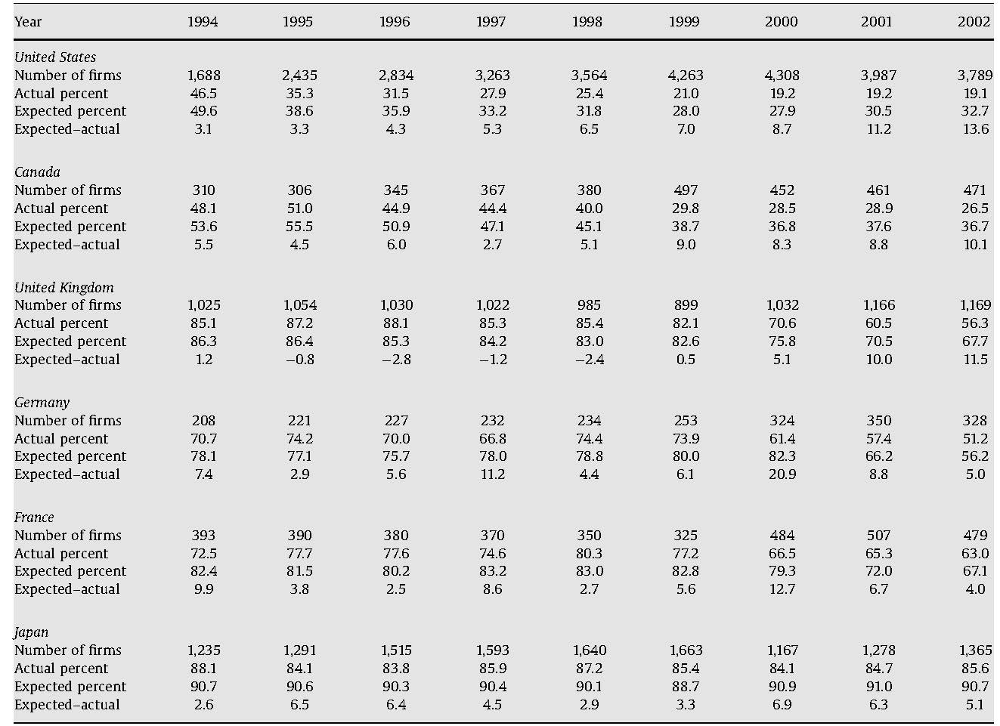 Year 1994 1995 1996 1997 1998 1999 2000 2001 2002
United States
Number of firms 1,688 2,435 2,834 3,263 3,564 4,263 4,308 3,987 3,789
Actual percent 46.5 35.3 31.5 27.9 25.4 21.0 19.2 19.2 19.1
Expected percent 49.6 38.6 35.9 33.2 31.8 28.0 27.9 30.5 32.7
Expected–actual 3.1 3.3 4.3 5.3 6.5 7.0 8.7 11.2 13.6
Canada
Number of firms 310 306 345 367 380 497 452 461 471
Actual percent 48.1 51.0 44.9 44.4 40.0 29.8 28.5 28.9 26.5
Expected percent 53.6 55.5 50.9 47.1 45.1 38.7 36.8 37.6 36.7
Expected–actual 5.5 4.5 6.0 2.7 5.1 9.0 8.3 8.8 10.1
United Kingdom
Number of firms 1,025 1,054 1,030 1,022 985 899 1,032 1,166 1,169
Actual percent 85.1 87.2 88.1 85.3 85.4 82.1 70.6 60.5 56.3
Expected percent 86.3 86.4 85.3 84.2 83.0 82.6 75.8 70.5 67.7
Expected–actual 1.2 −0.8 −2.8 −1.2 −2.4 0.5 5.1 10.0 11.5
Germany
Number of firms 208 221 227 232 234 253 324 350 328
Actual percent 70.7 74.2 70.0 66.8 74.4 73.9 61.4 57.4 51.2
Expected percent 78.1 77.1 75.7 78.0 78.8 80.0 82.3 66.2 56.2
Expected–actual 7.4 2.9 5.6 11.2 4.4 6.1 20.9 8.8 5.0
France
Number of firms 393 390 380 370 350 325 484 507 479
Actual percent 72.5 77.7 77.6 74.6 80.3 77.2 66.5 65.3 63.0
Expected percent 82.4 81.5 80.2 83.2 83.0 82.8 79.3 72.0 67.1
Expected–actual 9.9 3.8 2.5 8.6 2.7 5.6 12.7 6.7 4.0
Japan
Number of firms 1,235 1,291 1,515 1,593 1,640 1,663 1,167 1,278 1,365
Actual percent 88.1 84.1 83.8 85.9 87.2 85.4 84.1 84.7 85.6
Expected percent 90.7 90.6 90.3 90.4 90.1 88.7 90.9 91.0 90.7
Expected–actual 2.6 6.5 6.4 4.5 2.9 3.3 6.9 6.3 5.1